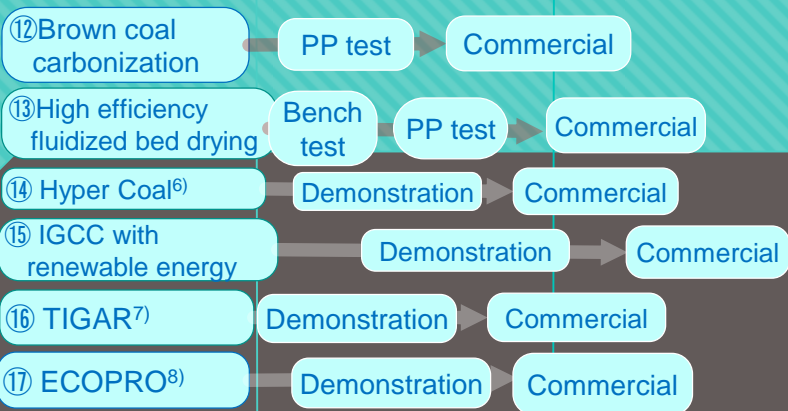 ⑫Brown coal
carbonization
PP test
Commercial
⑬High efficiency
fluidized bed drying
Bench
test
PP test
Commercial
⑭ Hyper Coal6)
Demonstration
Commercial
⑮ IGCC with
renewable energy
Demonstration
Commercial
⑯ TIGAR7)
Demonstration
Commercial
⑰ ECOPRO8)
Demonstration
Commercial